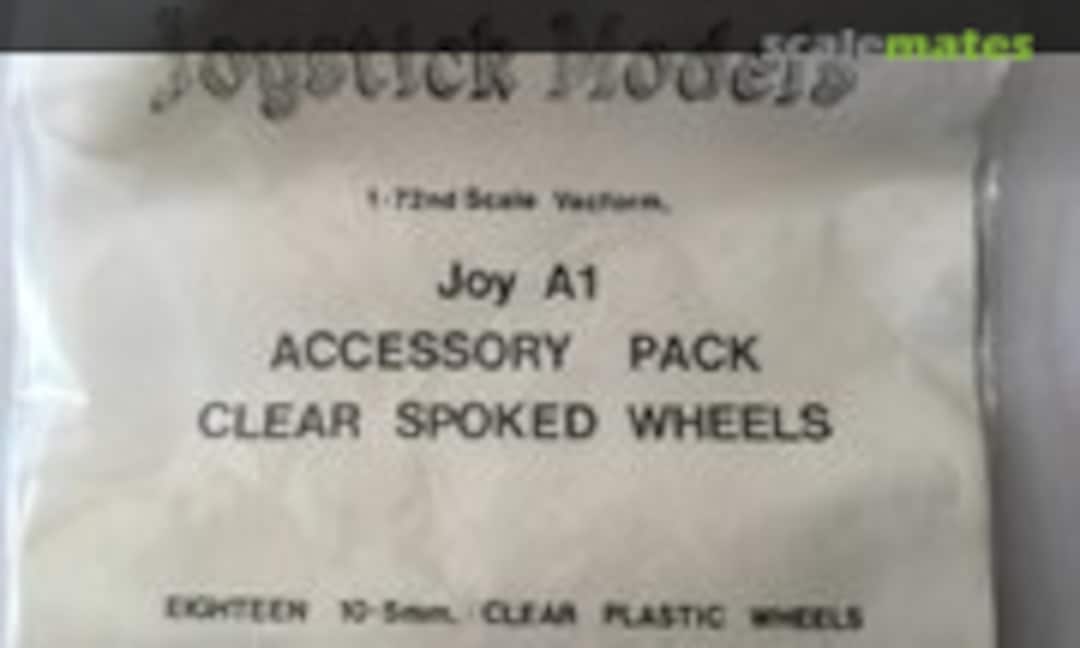 scalemates
Joystick Models
1-72nd Scale Vacform.
Joy A1
ACCESSORY PACK
CLEAR SPOKED WHEELS
EIGHTEEN 10-5mm. CLEAR PLASTIC WHEELS